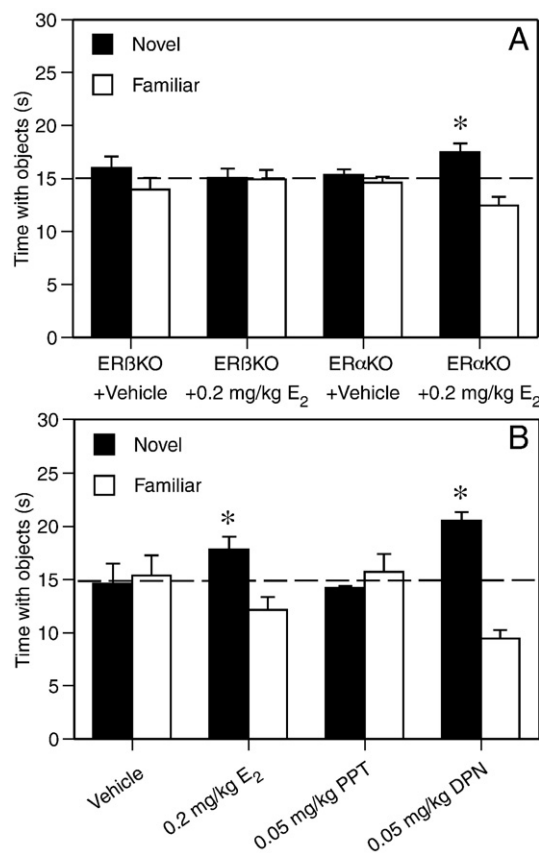 A
Novel
Familiar
Time with objects (s)
30
25
20
15
10
5
0
*
ERβKO ERβKO ERαKO ERαKO
+Vehicle +0.2 mg/kg E₂ +Vehicle +0.2 mg/kg E₂
B
Novel
Familiar
Time with objects (s)
30
25
20
15
10
5
0
*
*
Vehicle
0.2 mg/kg E₂
0.05 mg/kg PPT
0.05 mg/kg DPN